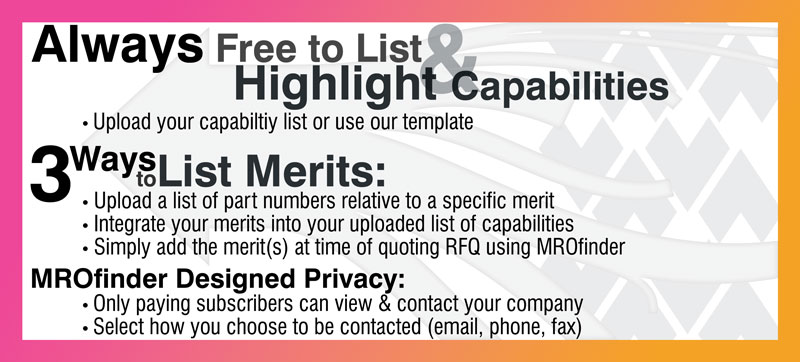 Always Free to List &
Highlight Capabilities
• Upload your capabiltiy list or use our template
3 Ways to List Merits:
• Upload a list of part numbers relative to a specific merit
• Integrate your merits into your uploaded list of capabilities
• Simply add the merit(s) at time of quoting RFQ using MROfinder
MROfinder Designed Privacy:
• Only paying subscribers can view & contact your company
• Select how you choose to be contacted (email, phone, fax)